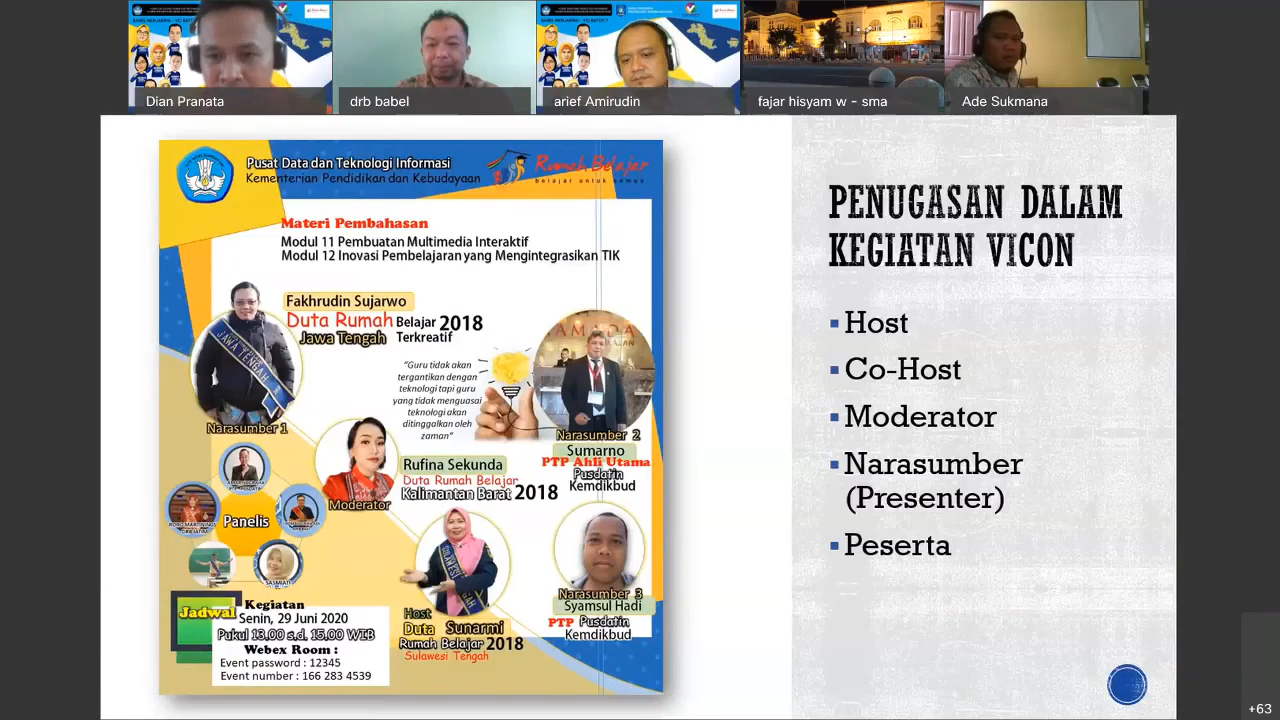 Dian Pranata
drb babel
arief Amirudin
fajar hisyam w - sma
Ade Sukmana
Pusat Data dan Teknologi Informasi
Kementerian Pendidikan dan Kebudayaan
Rumah Belajar
belajar untuk semua
Materi Pembahasan
Modul 11 Pembuatan Multimedia Interaktif
Modul 12 Inovasi Pembelajaran yang Mengintegrasikan TIK
Fakhrudin Sujarwo
Duta Rumah Belajar 2018
Jawa Tengah Terkreatif
JAWA TENGAH
Narasumber 1
"Guru tidak akan
tergantikan dengan
teknologi tapi guru
yang tidak menguasai
teknologi akan
ditinggalkan oleh
zaman"
Narasumber 2
Sumarno
PTP Ahli Utama
Pusdatin
Kemdikbud
Rufina Sekunda
Duta Rumah Belajar
Kalimantan Barat 2018
Moderator
Panelis
SASMIATI
Narasumber 3
Syamsul Hadi
PTP Pusdatin
Kemdikbud
Host
Duta Sunarmi
Rumah Belajar 2018
Sulawesi Tengah
Jadwal Kegiatan
Senin, 29 Juni 2020
Pukul 13.00 s.d. 15.00 WIB
Webex Room :
Event password : 12345
Event number : 166 283 4539
PENUGASAN DALAM
KEGIATAN VICON
Host
Co-Host
Moderator
Narasumber
(Presenter)
Peserta
+63